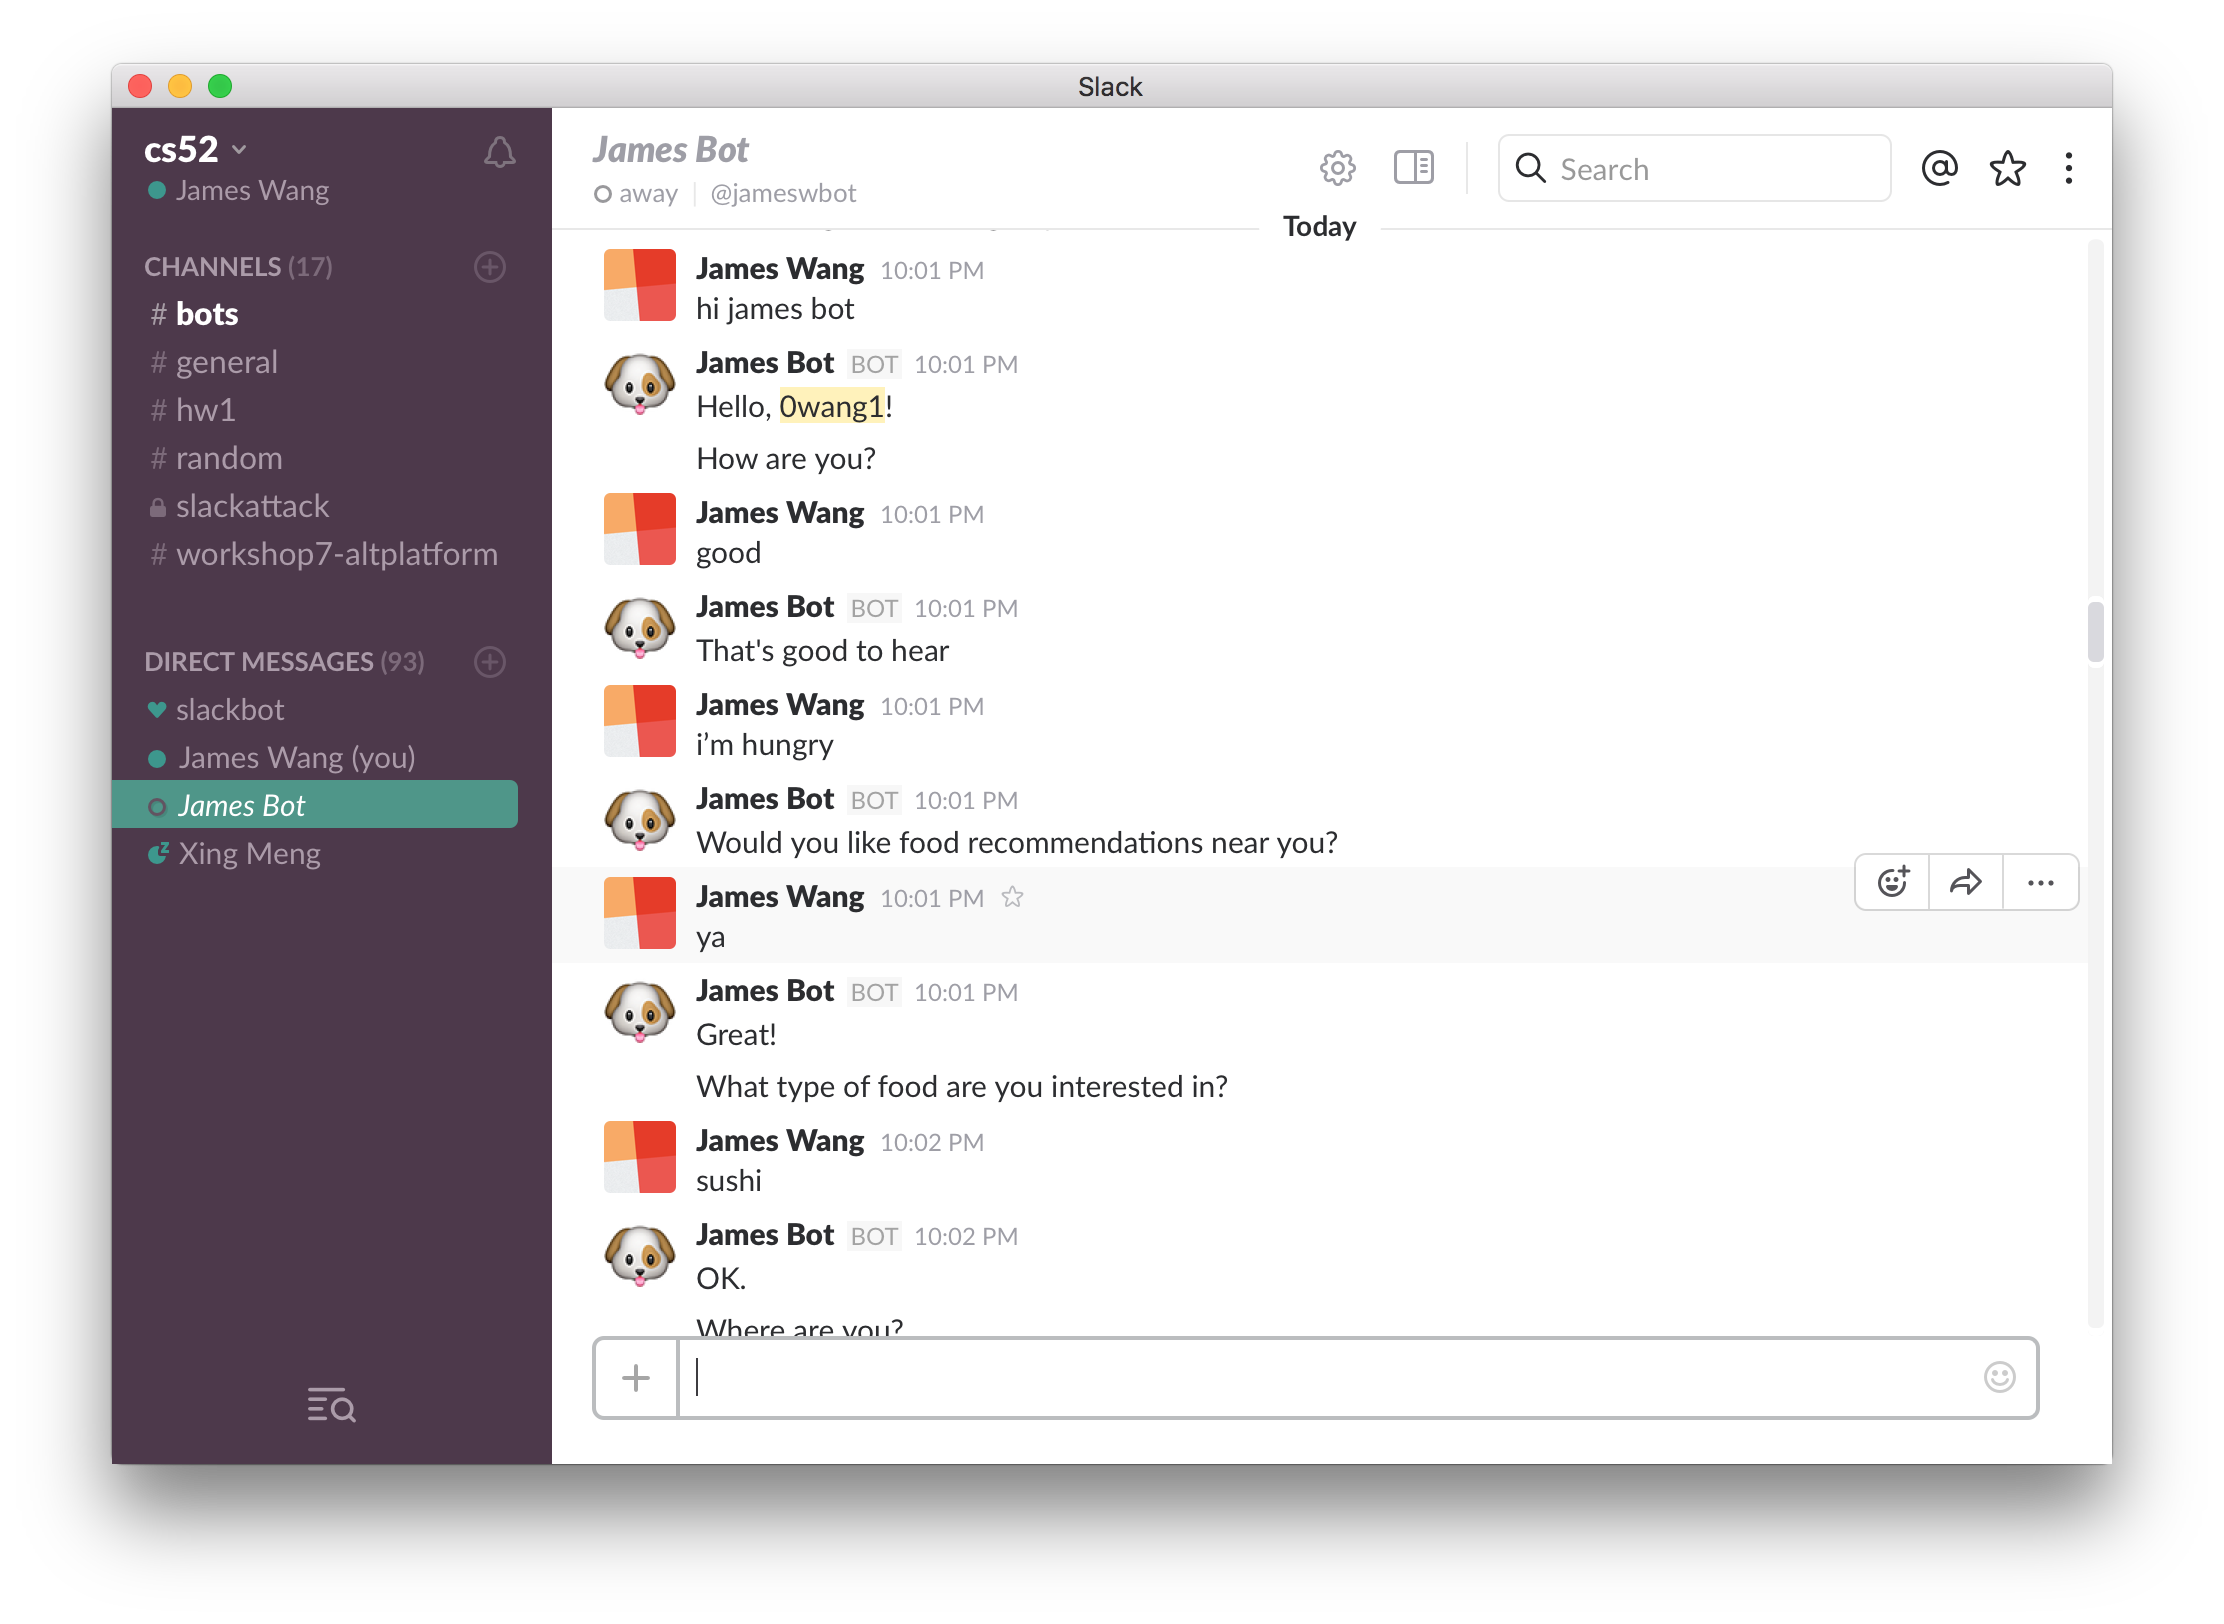 Slack
cs52
James Wang
CHANNELS (17)
# bots
# general
# hw1
# random
slackattack
# workshop7-altplatform
DIRECT MESSAGES (93)
slackbot
James Wang (you)
James Bot
Xing Meng
James Bot
away | @jameswbot
Search
Today
James Wang 10:01 PM
hi james bot
James Bot BOT 10:01 PM
Hello, 0wang1!
How are you?
James Wang 10:01 PM
good
James Bot BOT 10:01 PM
That's good to hear
James Wang 10:01 PM
i’m hungry
James Bot BOT 10:01 PM
Would you like food recommendations near you?
James Wang 10:01 PM
ya
James Bot BOT 10:01 PM
Great!
What type of food are you interested in?
James Wang 10:02 PM
sushi
James Bot BOT 10:02 PM
OK.
Where are you?